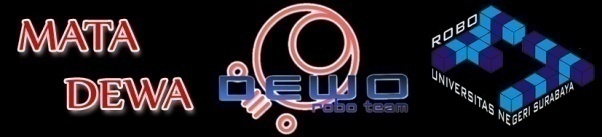 MATA
DEWA
DEWO
robo team
ROBO
UNIVERSITAS NEGERI SURABAYA